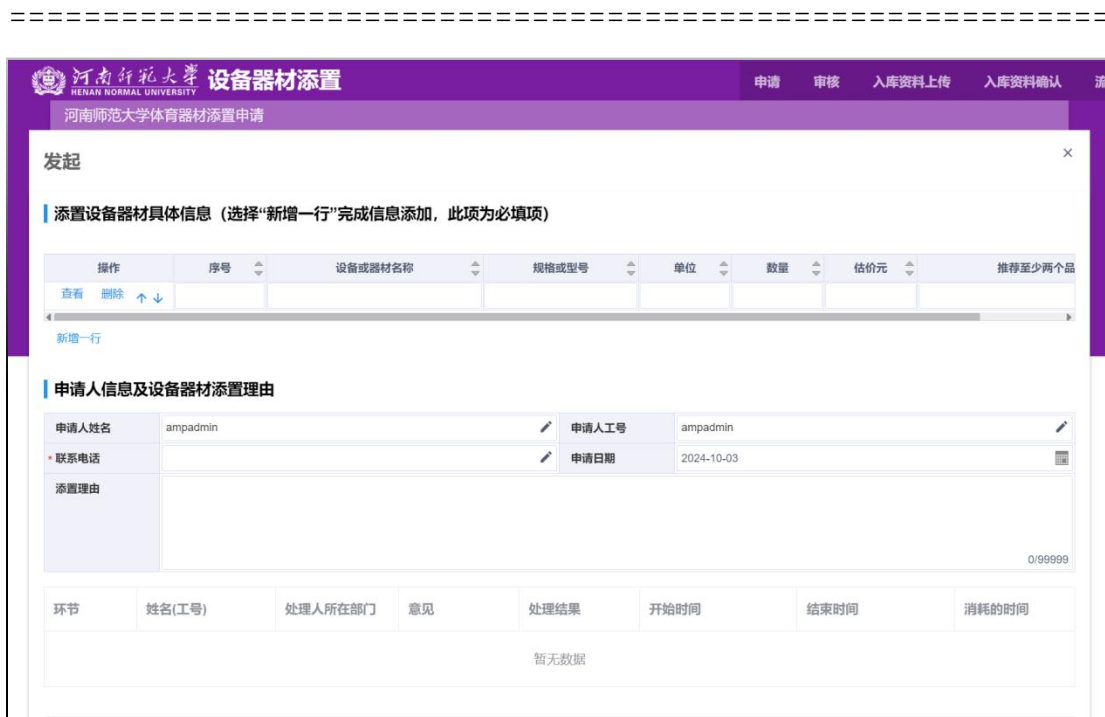 河南师范大学 设备器材添置 申请 审核 入库资料上传 入库资料确认 流
HENAN NORMAL UNIVERSITY
河南师范大学体育器材添置申请
发起 ×
添置设备器材具体信息（选择“新增一行”完成信息添加，此项为必填项）
操作 序号 设备或器材名称 规格或型号 单位 数量 估价元 推荐至少两个品
查看 删除 ↑↓
新增一行
申请人信息及设备器材添置理由
申请人姓名 ampadmin 申请人工号 ampadmin
* 联系电话 申请日期 2024-10-03
添置理由
0/99999
环节 姓名(工号) 处理人所在部门 意见 处理结果 开始时间 结束时间 消耗的时间
暂无数据